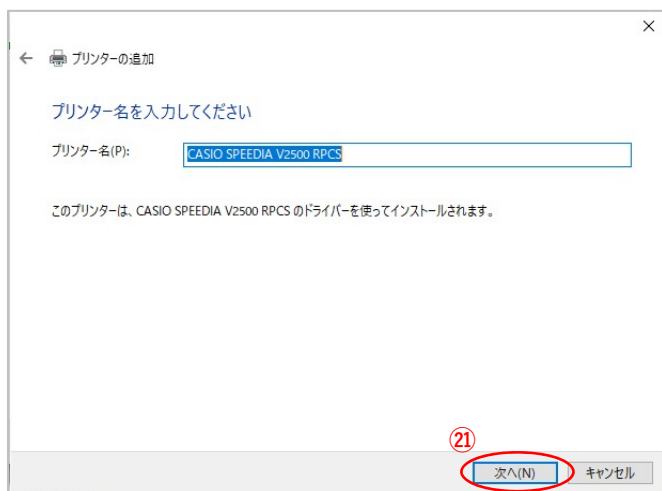 プリンターの追加
プリンター名を入力してください
プリンター名(P): CASIO SPEEDIA V2500 RPCS
このプリンターは、CASIO SPEEDIA V2500 RPCS のドライバーを使ってインストールされます。
㉑
次へ(N) キャンセル